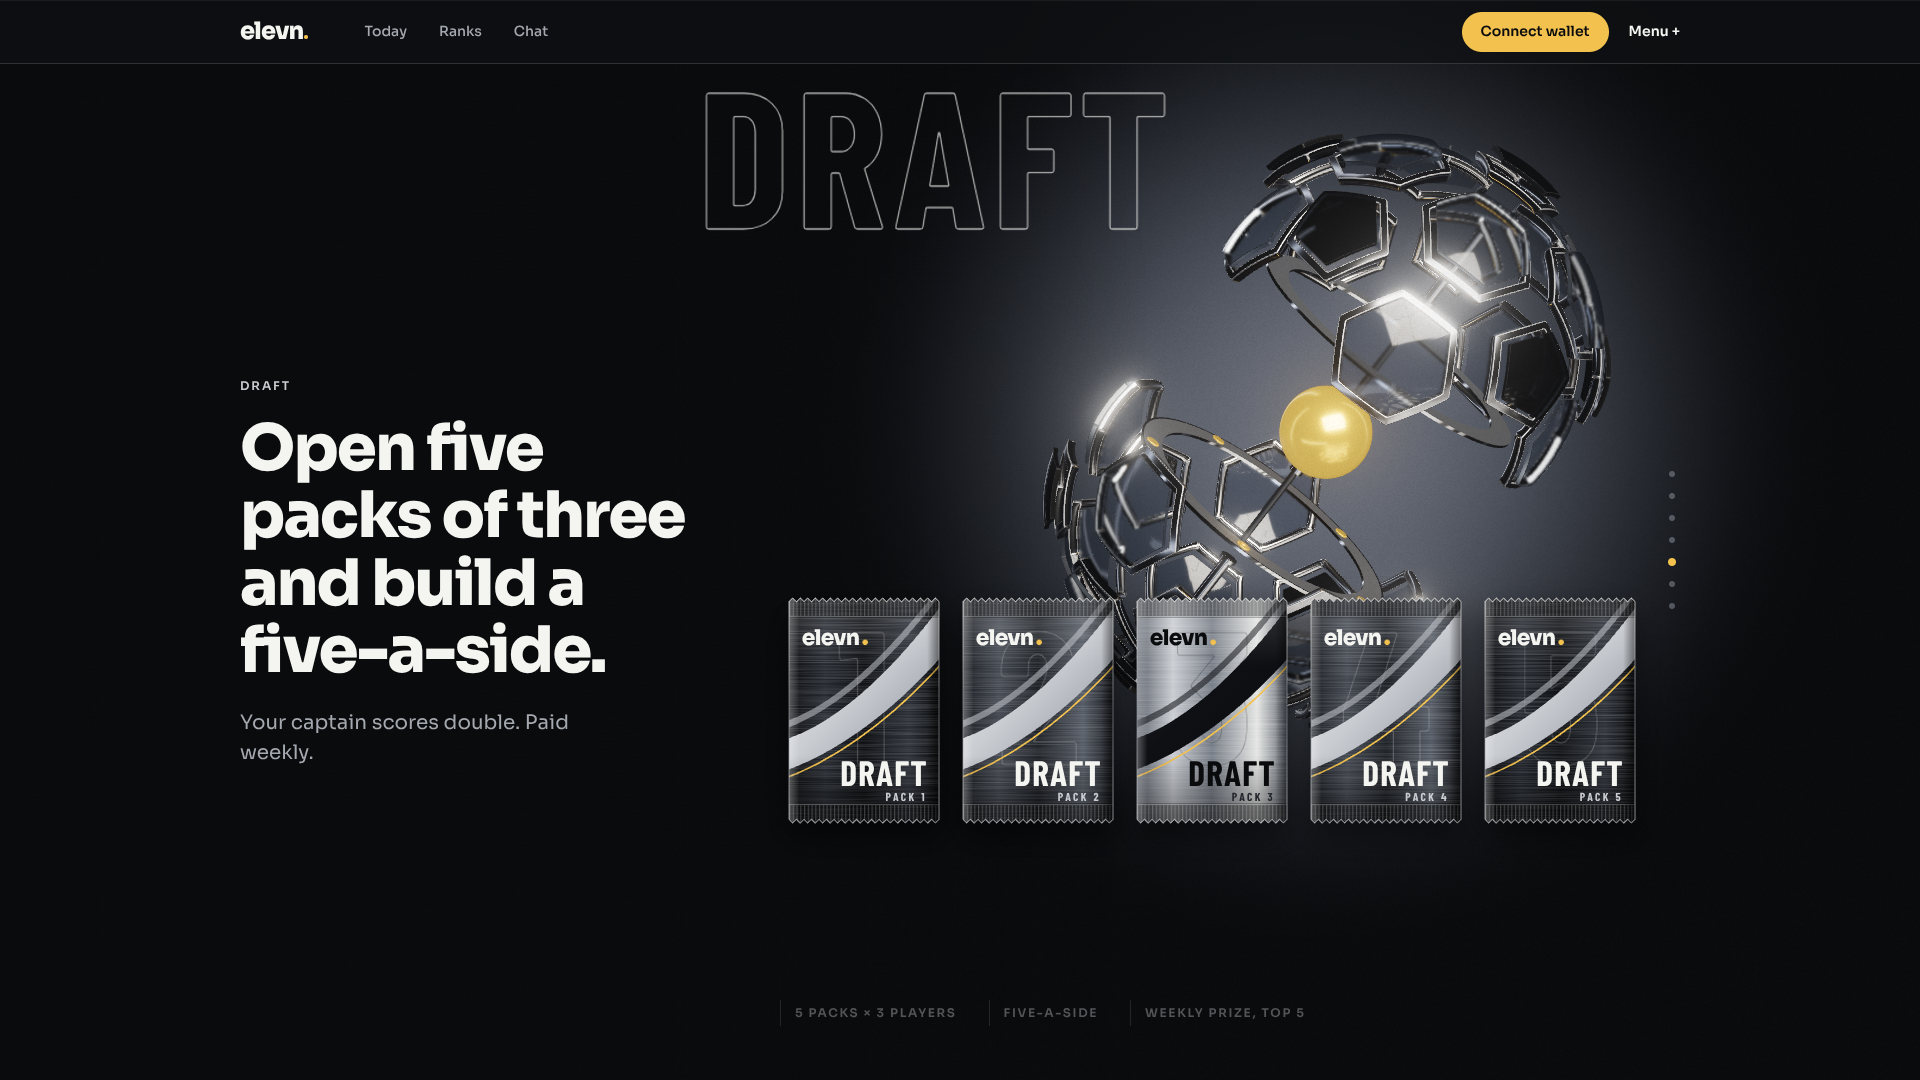 elevn.
Today
Ranks
Chat
Connect wallet
Menu +
DRAFT
DRAFT
Open five
packs of three
and build a
five-a-side.
Your captain scores double. Paid
weekly.
elevn.
DRAFT
PACK 1
elevn.
DRAFT
PACK 2
elevn.
DRAFT
PACK 3
elevn.
DRAFT
PACK 4
elevn.
DRAFT
PACK 5
5 PACKS × 3 PLAYERS
FIVE-A-SIDE
WEEKLY PRIZE, TOP 5